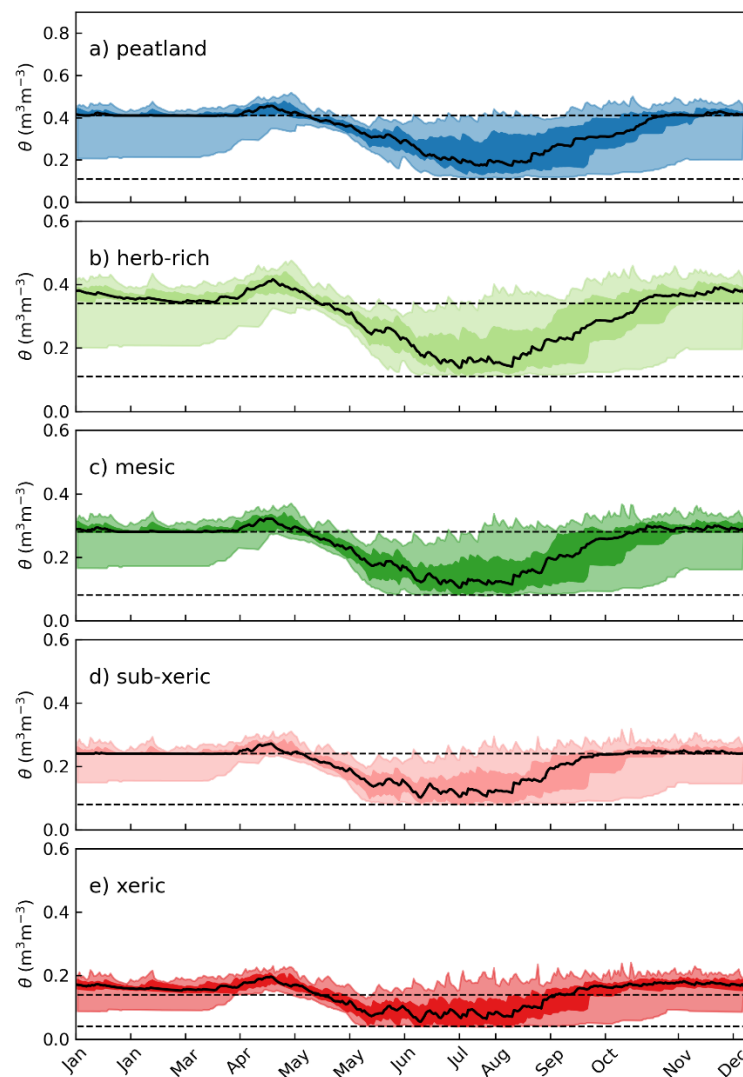 a) peatland
0.8
0.6
0.4
0.2
0.0
θ (m³m⁻³)
b) herb-rich
0.6
0.4
0.2
0.0
θ (m³m⁻³)
c) mesic
0.6
0.4
0.2
0.0
θ (m³m⁻³)
d) sub-xeric
0.6
0.4
0.2
0.0
θ (m³m⁻³)
e) xeric
0.6
0.4
0.2
0.0
θ (m³m⁻³)
Jan Jan Mar Apr May May Jun Jul Aug Sep Oct Nov Dec